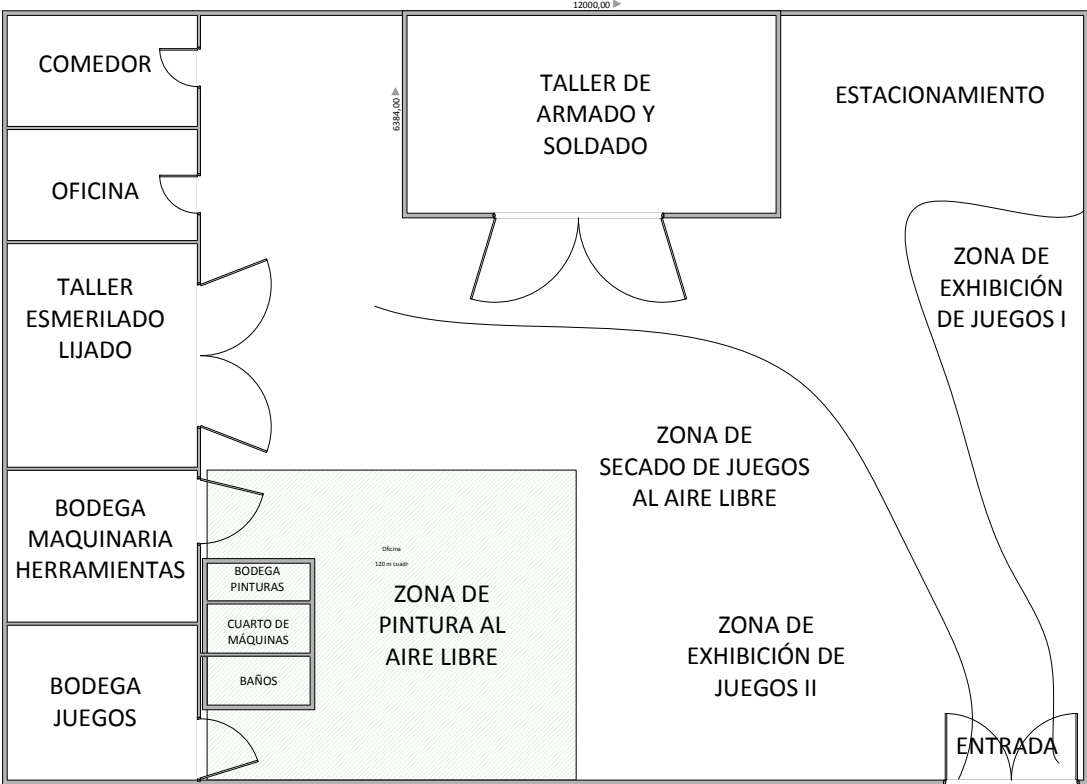 12000,00
COMEDOR
TALLER DE
ARMADO Y
SOLDADO
6384,00
ESTACIONAMIENTO
OFICINA
ZONA DE
EXHIBICIÓN
DE JUEGOS I
TALLER
ESMERILADO
LIJADO
ZONA DE
SECADO DE JUEGOS
AL AIRE LIBRE
BODEGA
MAQUINARIA
HERRAMIENTAS
Oficina
120 m cuadr
BODEGA
PINTURAS
ZONA DE
PINTURA AL
AIRE LIBRE
CUARTO DE
MÁQUINAS
ZONA DE
EXHIBICIÓN DE
JUEGOS II
BAÑOS
BODEGA
JUEGOS
ENTRADA